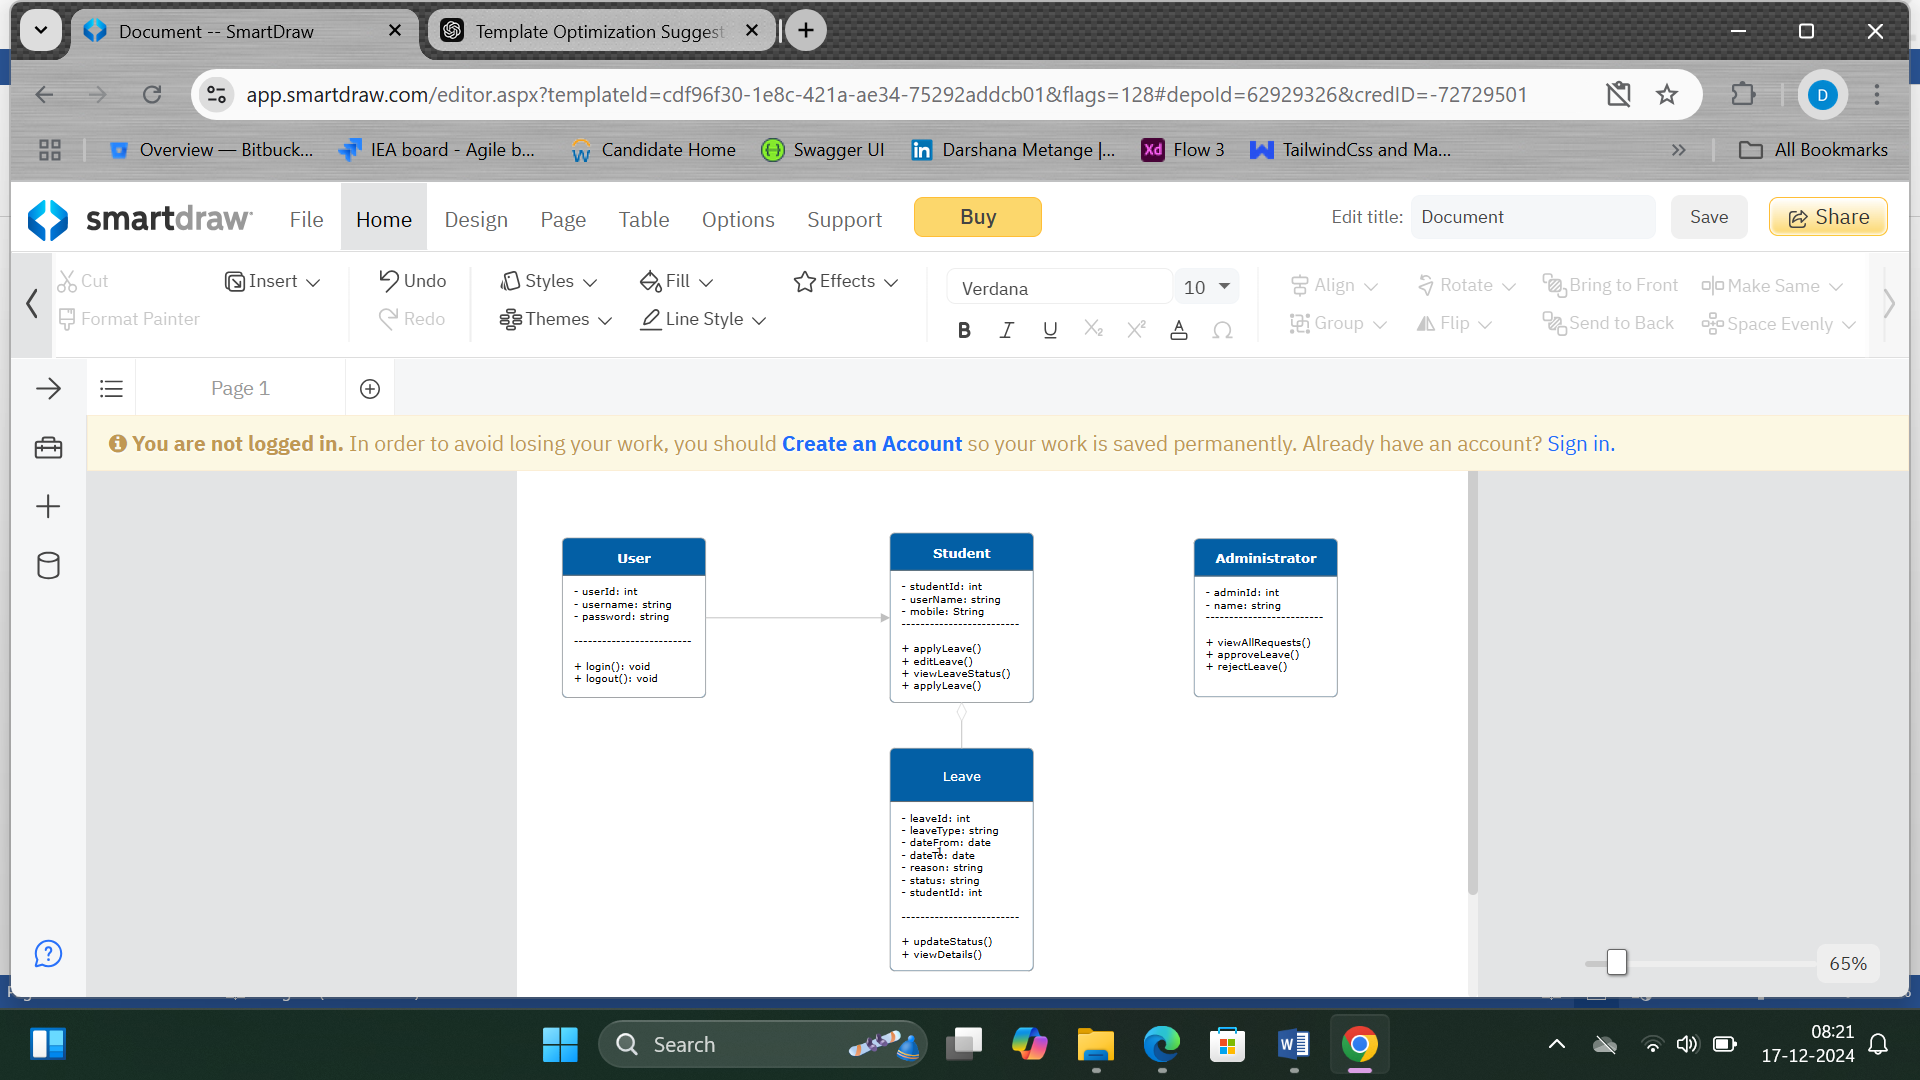 Document -- SmartDraw
Template Optimization Suggest
app.smartdraw.com/editor.aspx?templateId=cdf96f30-1e8c-421a-ae34-75292addcb01&flags=128#depoId=62929326&credID=-72729501
D
Overview — Bitbuck...
IEA board - Agile b...
Candidate Home
Swagger UI
Darshana Metange |...
Xd Flow 3
TailwindCss and Ma...
All Bookmarks
smartdraw
File
Home
Design
Page
Table
Options
Support
Buy
Edit title:
Document
Save
Share
Cut
Format Painter
Insert
Undo
Redo
Styles
Themes
Fill
Line Style
Effects
Verdana
10
B I U X₂ X² A Ω
Align
Group
Rotate
Flip
Bring to Front
Send to Back
Make Same
Space Evenly
Page 1
You are not logged in. In order to avoid losing your work, you should Create an Account so your work is saved permanently. Already have an account? Sign in.
User
- userId: int
- username: string
- password: string
-------------------------
+ login(): void
+ logout(): void
Student
- studentId: int
- userName: string
- mobile: String
-------------------------
+ applyLeave()
+ editLeave()
+ viewLeaveStatus()
+ applyLeave()
Administrator
- adminId: int
- name: string
-------------------------
+ viewAllRequests()
+ approveLeave()
+ rejectLeave()
Leave
- leaveId: int
- leaveType: string
- dateFrom: date
- dateTo: date
- reason: string
- status: string
- studentId: int
-------------------------
+ updateStatus()
+ viewDetails()
65%
Search
08:21
17-12-2024